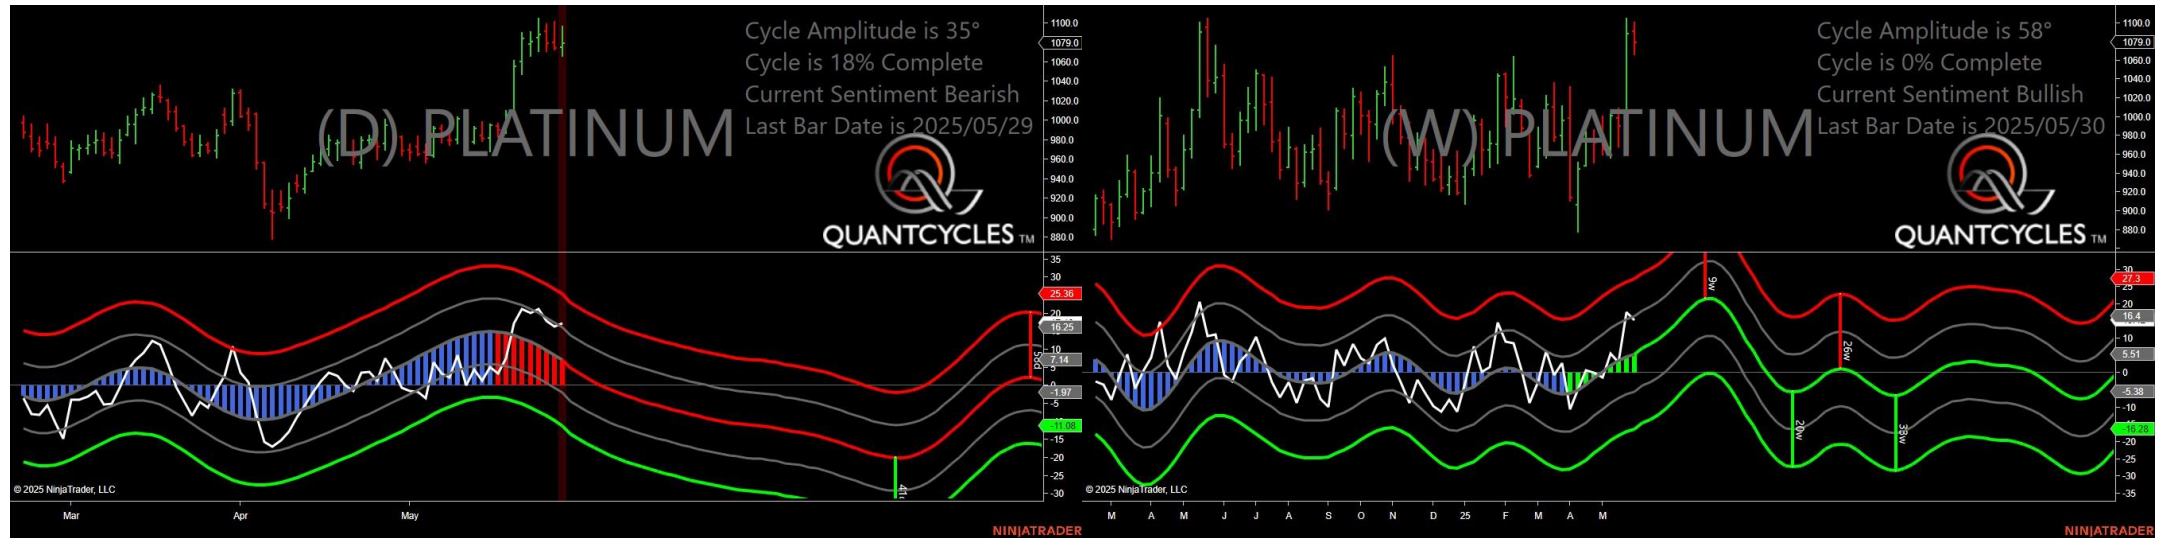 Cycle Amplitude is 35°
Cycle is 18% Complete
Current Sentiment Bearish
Last Bar Date is 2025/05/29
(D) PLATINUM
QUANTCYCLES TM
1100.0
1079.0
1060.0
1040.0
1020.0
1000.0
980.0
960.0
940.0
920.0
900.0
880.0
35
30
25.36
20
16.25
10
7.14
5
0
-1.97
-5
-11.08
-15
-20
-25
-30
© 2025 NinjaTrader, LLC
Mar
Apr
May
NINJATRADER
Cycle Amplitude is 58°
Cycle is 0% Complete
Current Sentiment Bullish
Last Bar Date is 2025/05/30
(W) PLATINUM
QUANTCYCLES TM
1100.0
1079.0
1060.0
1040.0
1020.0
1000.0
980.0
960.0
940.0
920.0
900.0
880.0
9w
26w
20w
38w
30
27.3
25
20
16.4
10
5.51
0
-5.38
-10
-16.28
-20
-25
-30
-35
© 2025 NinjaTrader, LLC
M A M J J A S O N D 25 F M A M
NINJATRADER